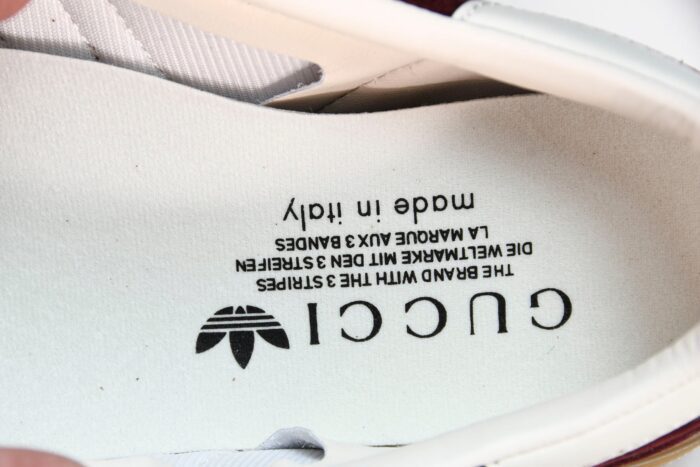 GUCCI
THE BRAND WITH THE 3 STRIPES
DIE WELTMARKE MIT DEN 3 STREIFEN
LA MARQUE AUX 3 BANDES
made in italy